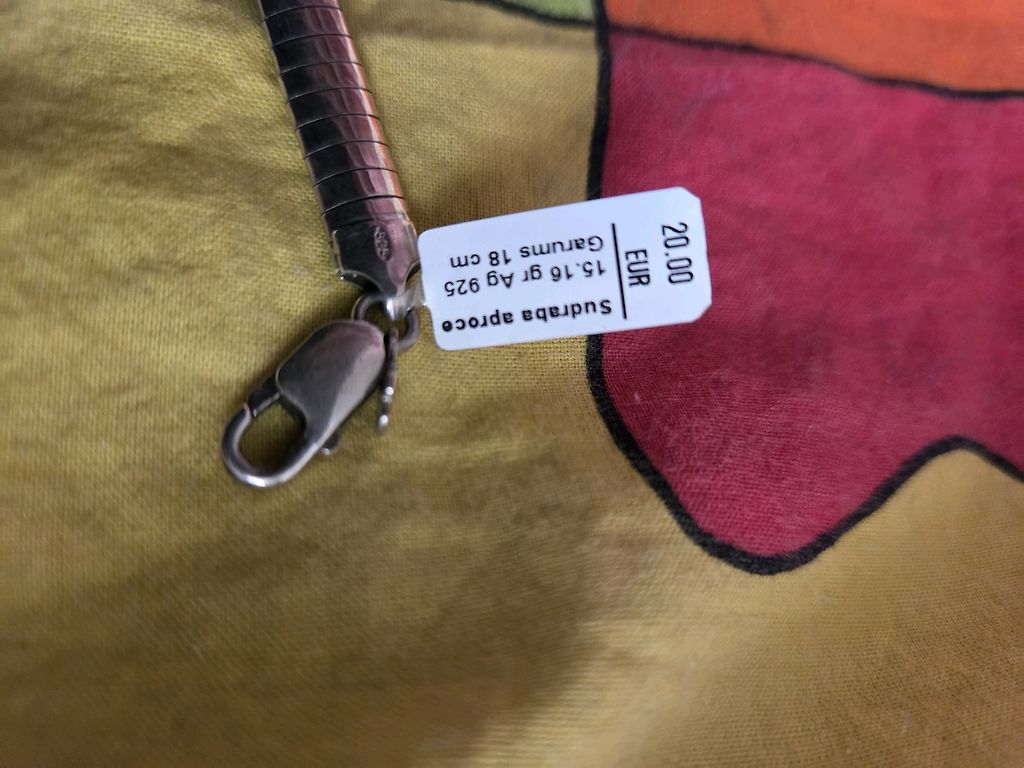 Sudraba aproce
15.16 gr Ag 925
Garums 18 cm
20.00
EUR